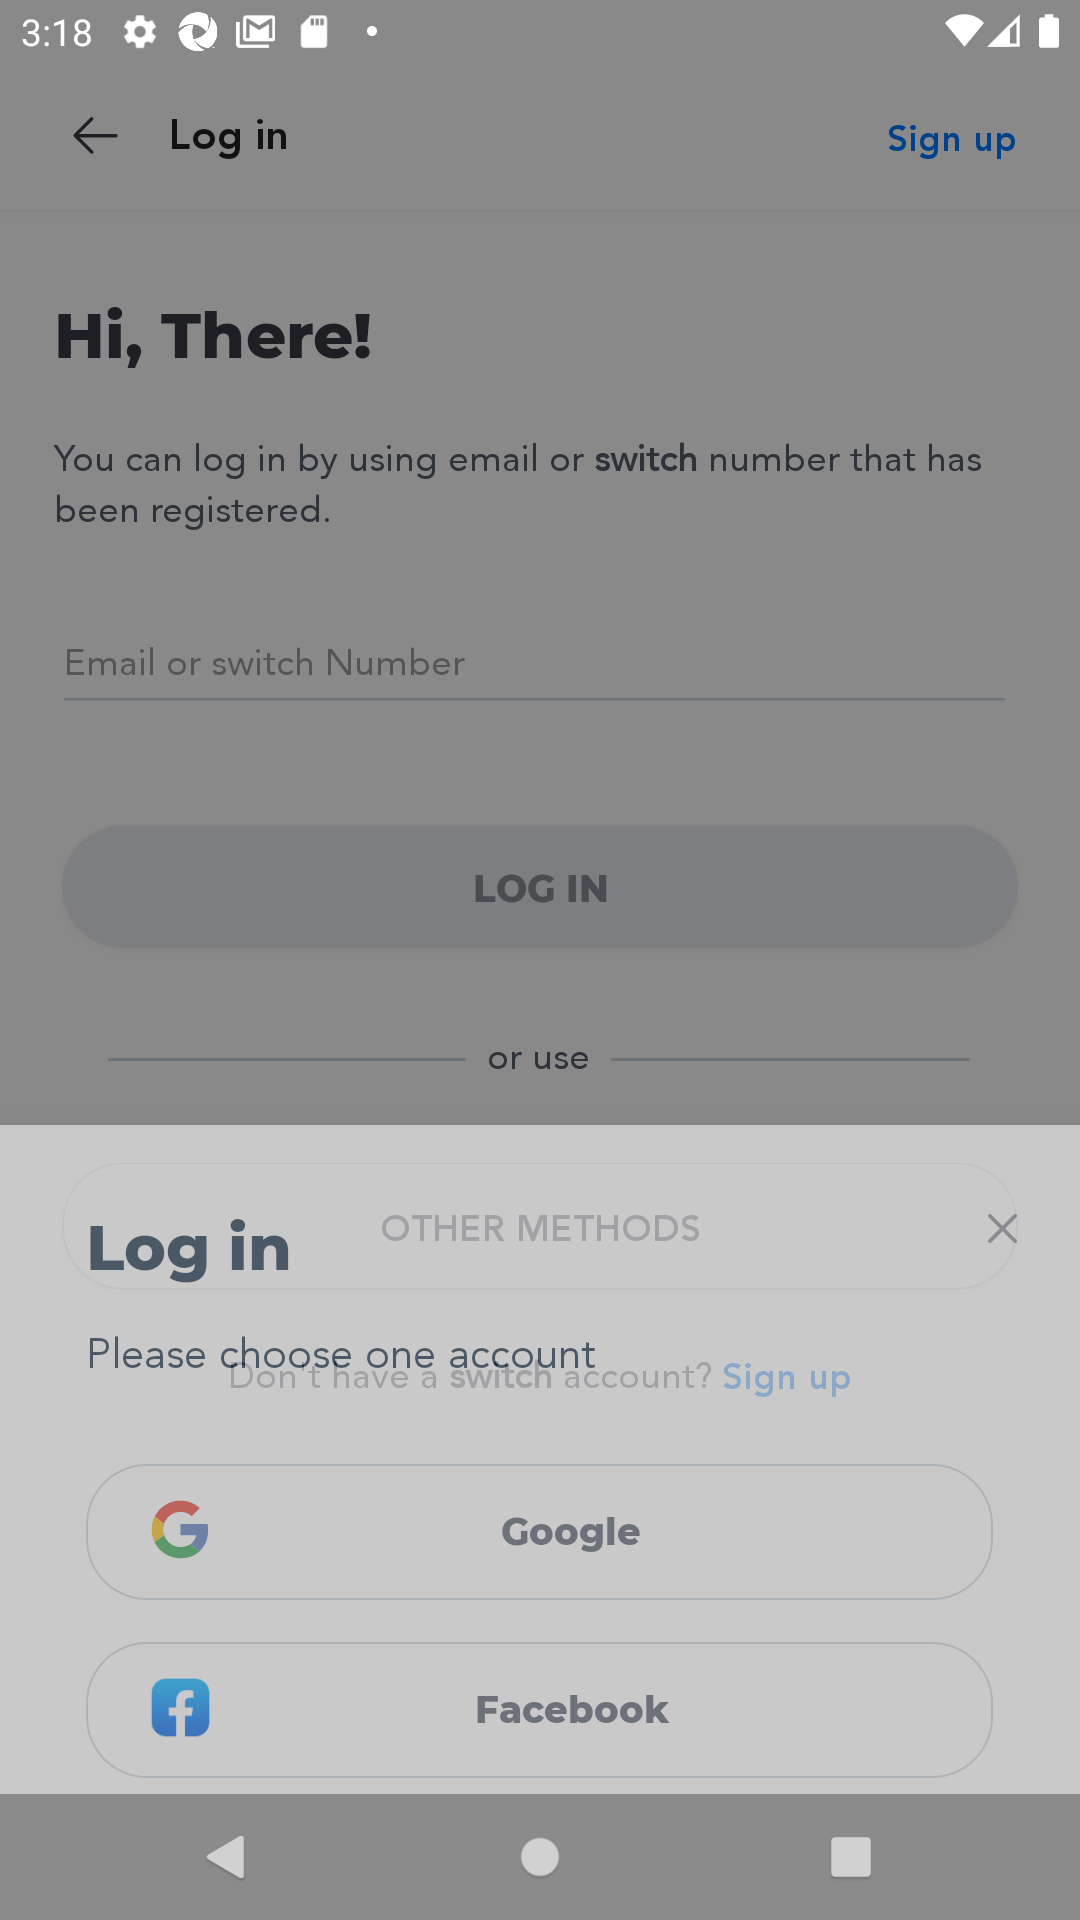 3:18
Log in
Sign up
Hi, There!
You can log in by using email or switch number that has
been registered.
Email or switch Number
LOG IN
or use
OTHER METHODS
Log in
Please choose one account
Don't have a switch account? Sign up
Google
Facebook